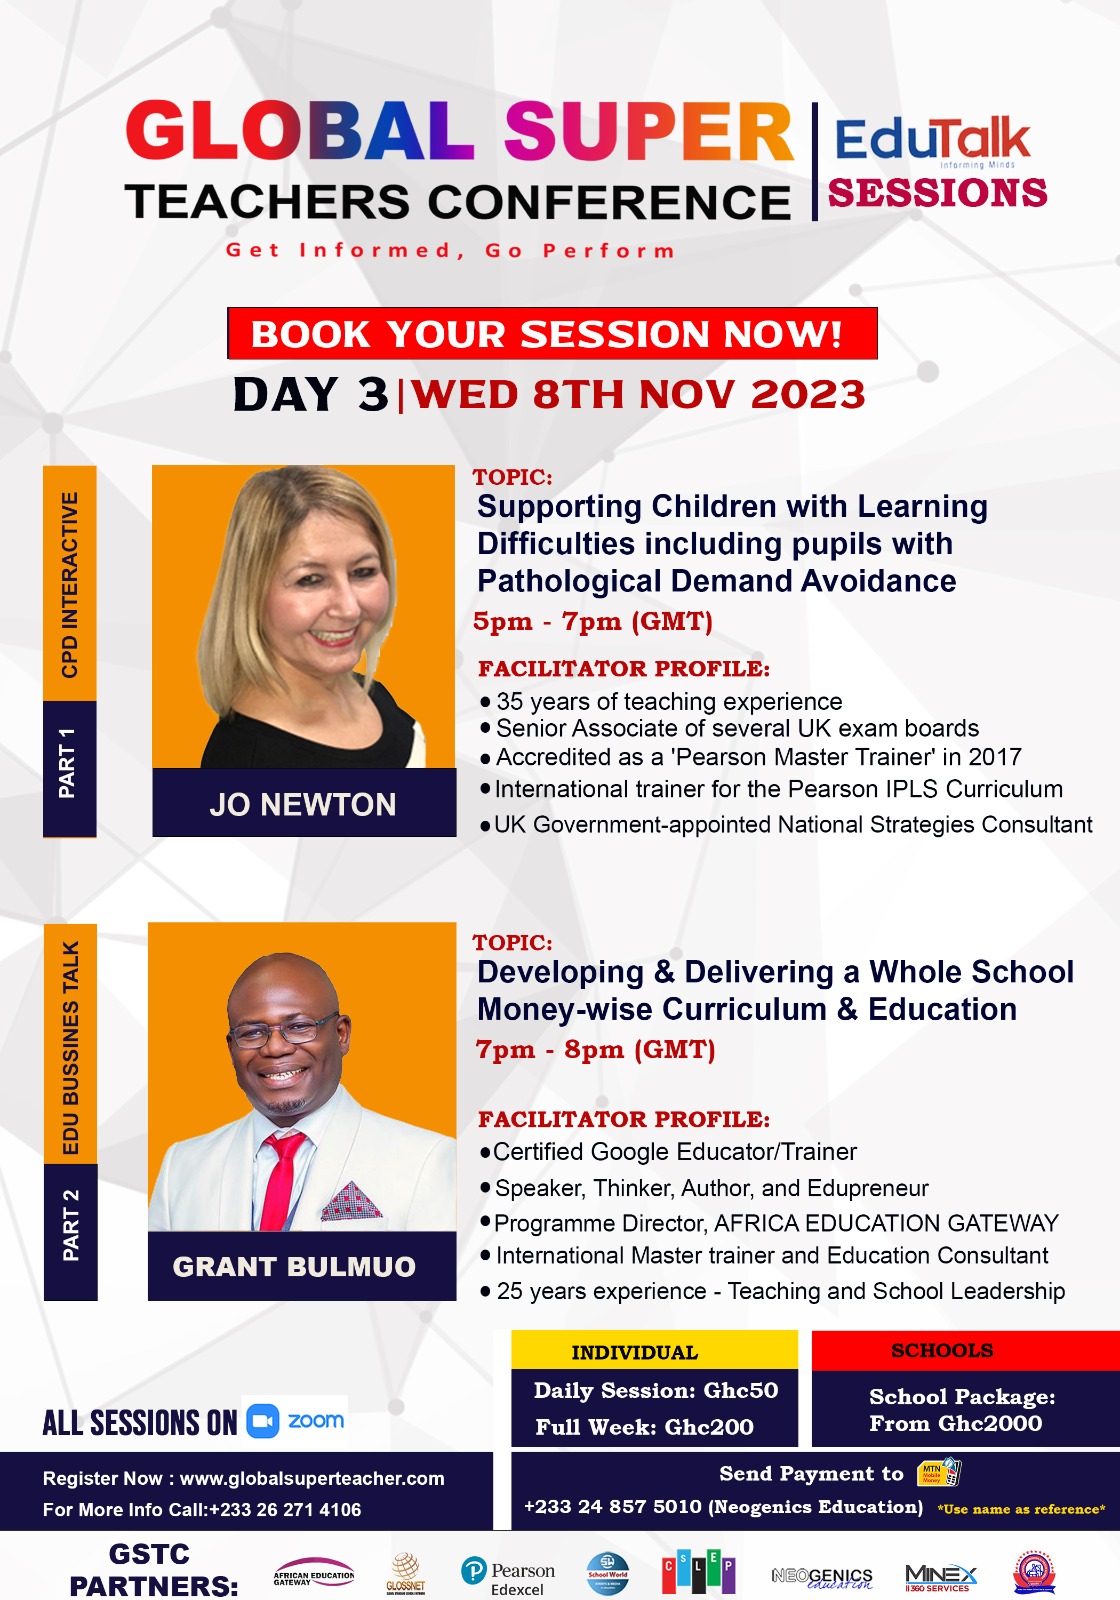 GLOBAL SUPER
TEACHERS CONFERENCE
Get Informed, Go Perform
EduTalk
Informing Minds
SESSIONS
BOOK YOUR SESSION NOW!
DAY 3|WED 8TH NOV 2023
CPD INTERACTIVE
PART 1
JO NEWTON
TOPIC:
Supporting Children with Learning
Difficulties including pupils with
Pathological Demand Avoidance
5pm - 7pm (GMT)
FACILITATOR PROFILE:
• 35 years of teaching experience
• Senior Associate of several UK exam boards
• Accredited as a 'Pearson Master Trainer' in 2017
• International trainer for the Pearson IPLS Curriculum
• UK Government-appointed National Strategies Consultant
EDU BUSSINES TALK
PART 2
GRANT BULMUO
TOPIC:
Developing & Delivering a Whole School
Money-wise Curriculum & Education
7pm - 8pm (GMT)
FACILITATOR PROFILE:
• Certified Google Educator/Trainer
• Speaker, Thinker, Author, and Edupreneur
• Programme Director, AFRICA EDUCATION GATEWAY
• International Master trainer and Education Consultant
• 25 years experience - Teaching and School Leadership
INDIVIDUAL
Daily Session: Ghc50
Full Week: Ghc200
SCHOOLS
School Package:
From Ghc2000
ALL SESSIONS ON zoom
Register Now : www.globalsuperteacher.com
For More Info Call:+233 26 271 4106
Send Payment to
MTN
Mobile
Money
+233 24 857 5010 (Neogenics Education) *Use name as reference*
GSTC
PARTNERS:
AFRICAN EDUCATION
GATEWAY
GLOSSNET
Pearson
Edexcel
SW
School World
CSLEP
NEOGENICS
education
MINEX
360 SERVICES